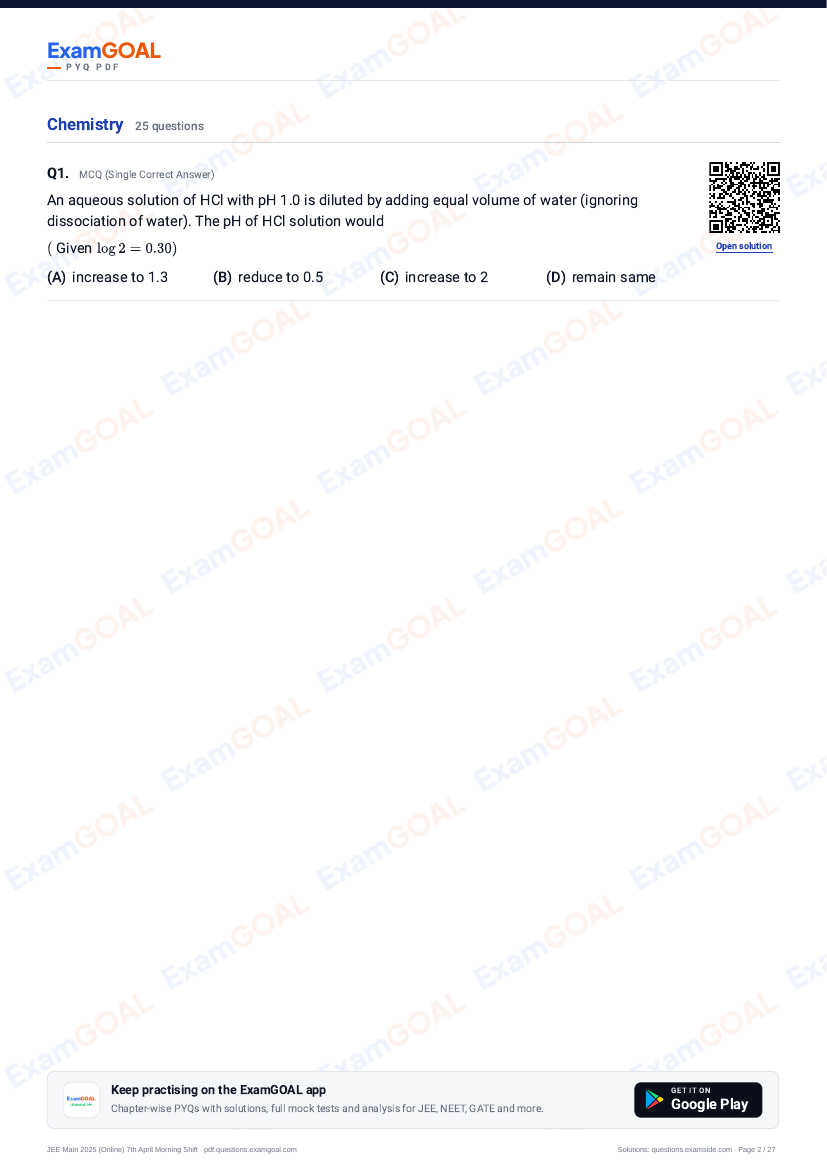 ExamGOAL
PYQ PDF
Chemistry 25 questions
Q1. MCQ (Single Correct Answer)
An aqueous solution of HCl with pH 1.0 is diluted by adding equal volume of water (ignoring
dissociation of water). The pH of HCl solution would
( Given log 2 = 0.30)
(A) increase to 1.3 (B) reduce to 0.5 (C) increase to 2 (D) remain same
Open solution
Keep practising on the ExamGOAL app
Chapter-wise PYQs with solutions, full mock tests and analysis for JEE, NEET, GATE and more.
GET IT ON
Google Play
JEE Main 2025 (Online) 7th April Morning Shift · pdf.questions.examgoal.com
Solutions: questions.examside.com · Page 2 / 27